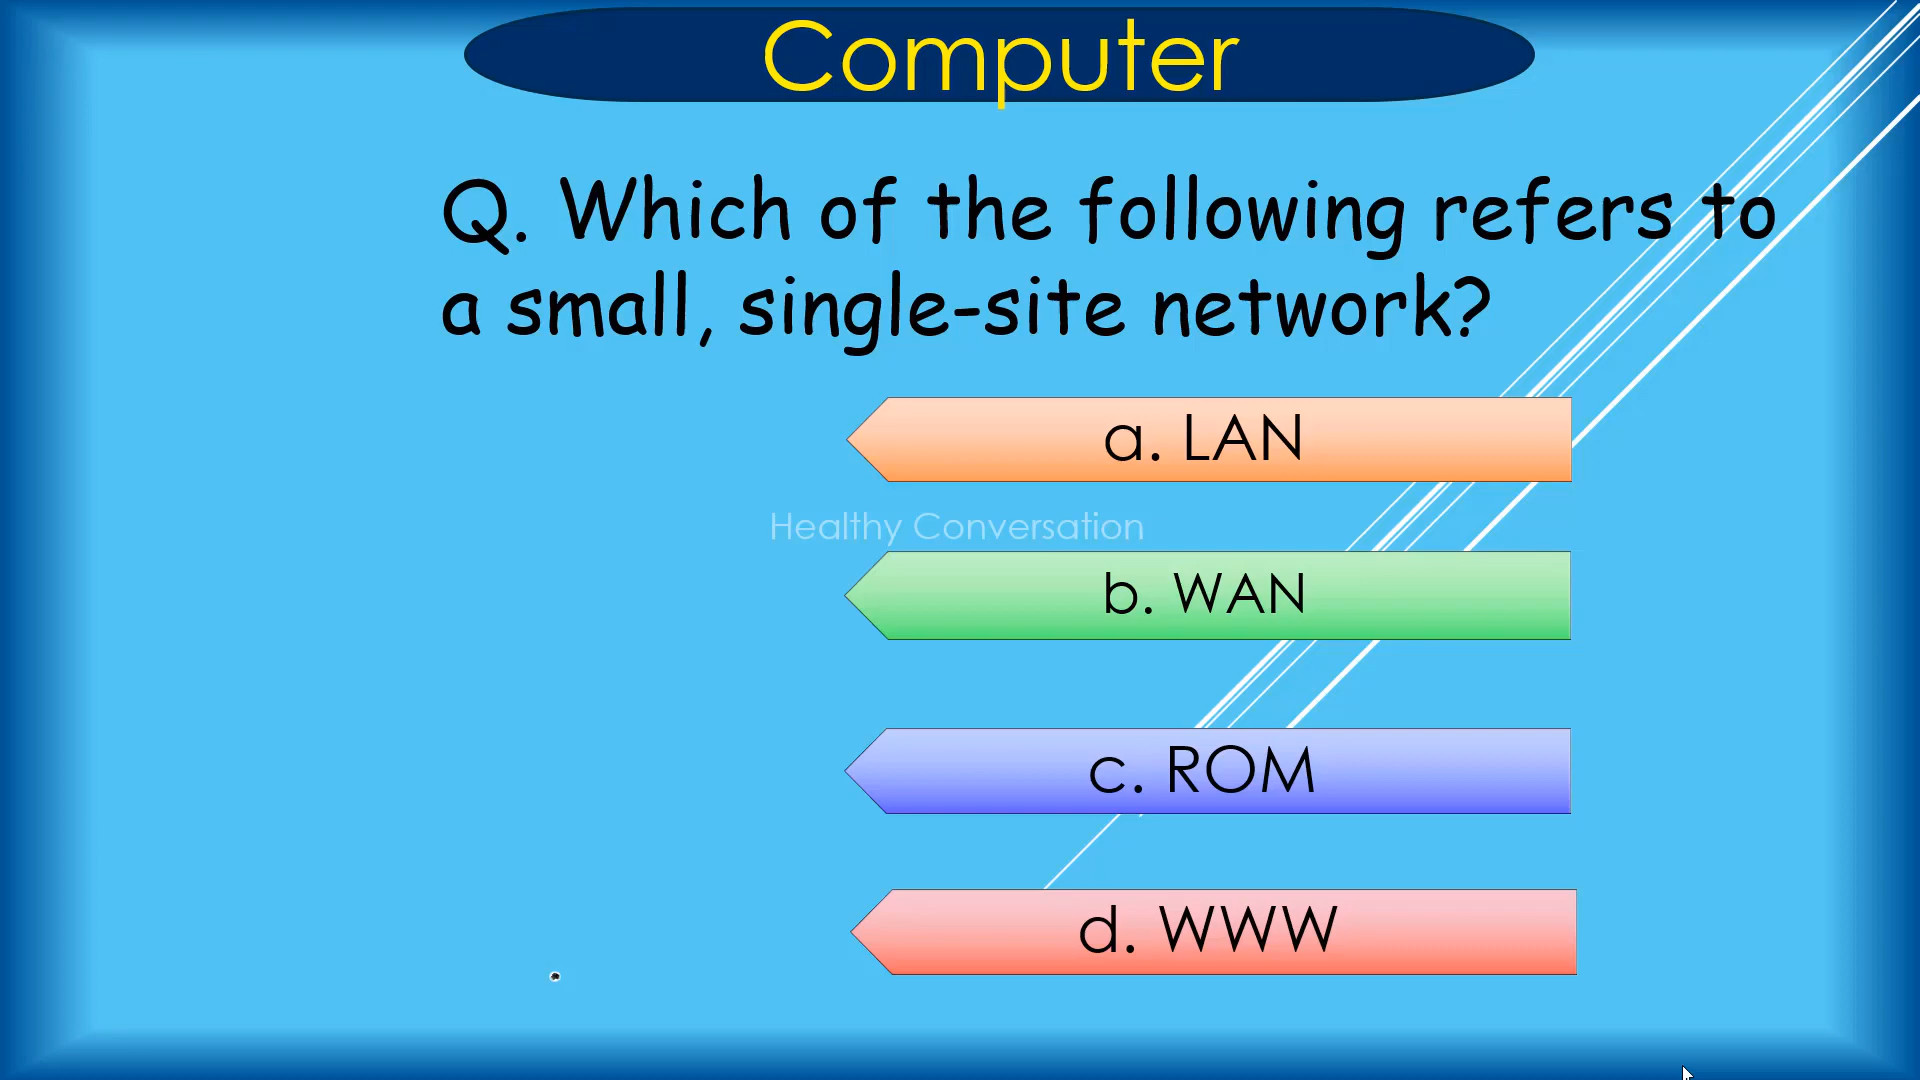 Computer
Q. Which of the following refers to
a small, single-site network?
a. LAN
Healthy Conversation
b. WAN
c. ROM
d. WWW